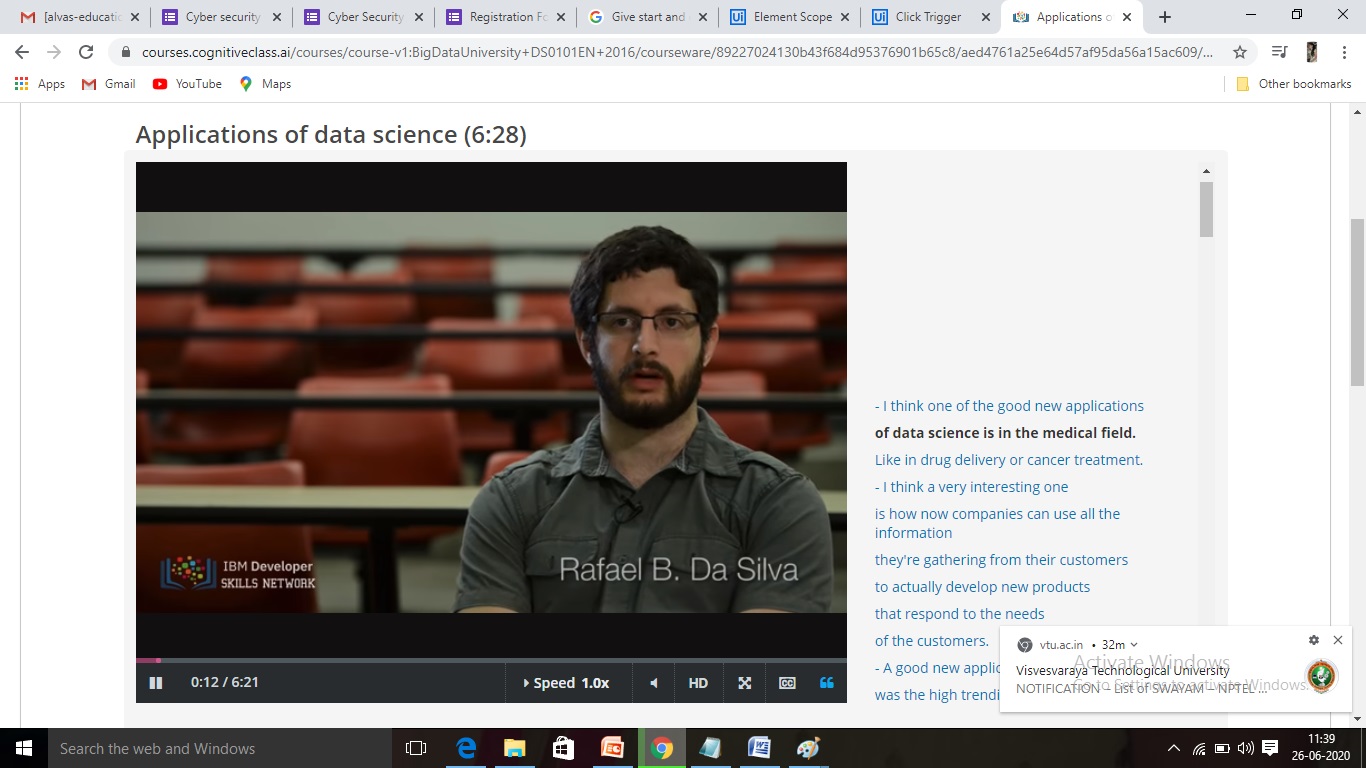 [alvas-educatio
Cyber security
Cyber Security
Registration Fo
Give start and
Element Scope
Click Trigger
Applications o
courses.cognitiveclass.ai/courses/course-v1:BigDataUniversity+DS0101EN+2016/courseware/89227024130b43f684d95376901b65c8/aed4761a25e64d57af95da56a15ac609/...
Apps Gmail YouTube Maps Other bookmarks
Applications of data science (6:28)
- I think one of the good new applications
of data science is in the medical field.
Like in drug delivery or cancer treatment.
- I think a very interesting one
is how now companies can use all the
information
they're gathering from their customers
to actually develop new products
that respond to the needs
of the customers.
- A good new applic
was the high trendi
IBM Developer
SKILLS NETWORK
Rafael B. Da Silva
0:12 / 6:21 Speed 1.0x HD CC
vtu.ac.in • 32m
Visvesvaraya Technological University
NOTIFICATION – List of SWAYAM – NPTEL ...
Activate Windows
Go to Settings to activate Windows.
Search the web and Windows
11:39
26-06-2020